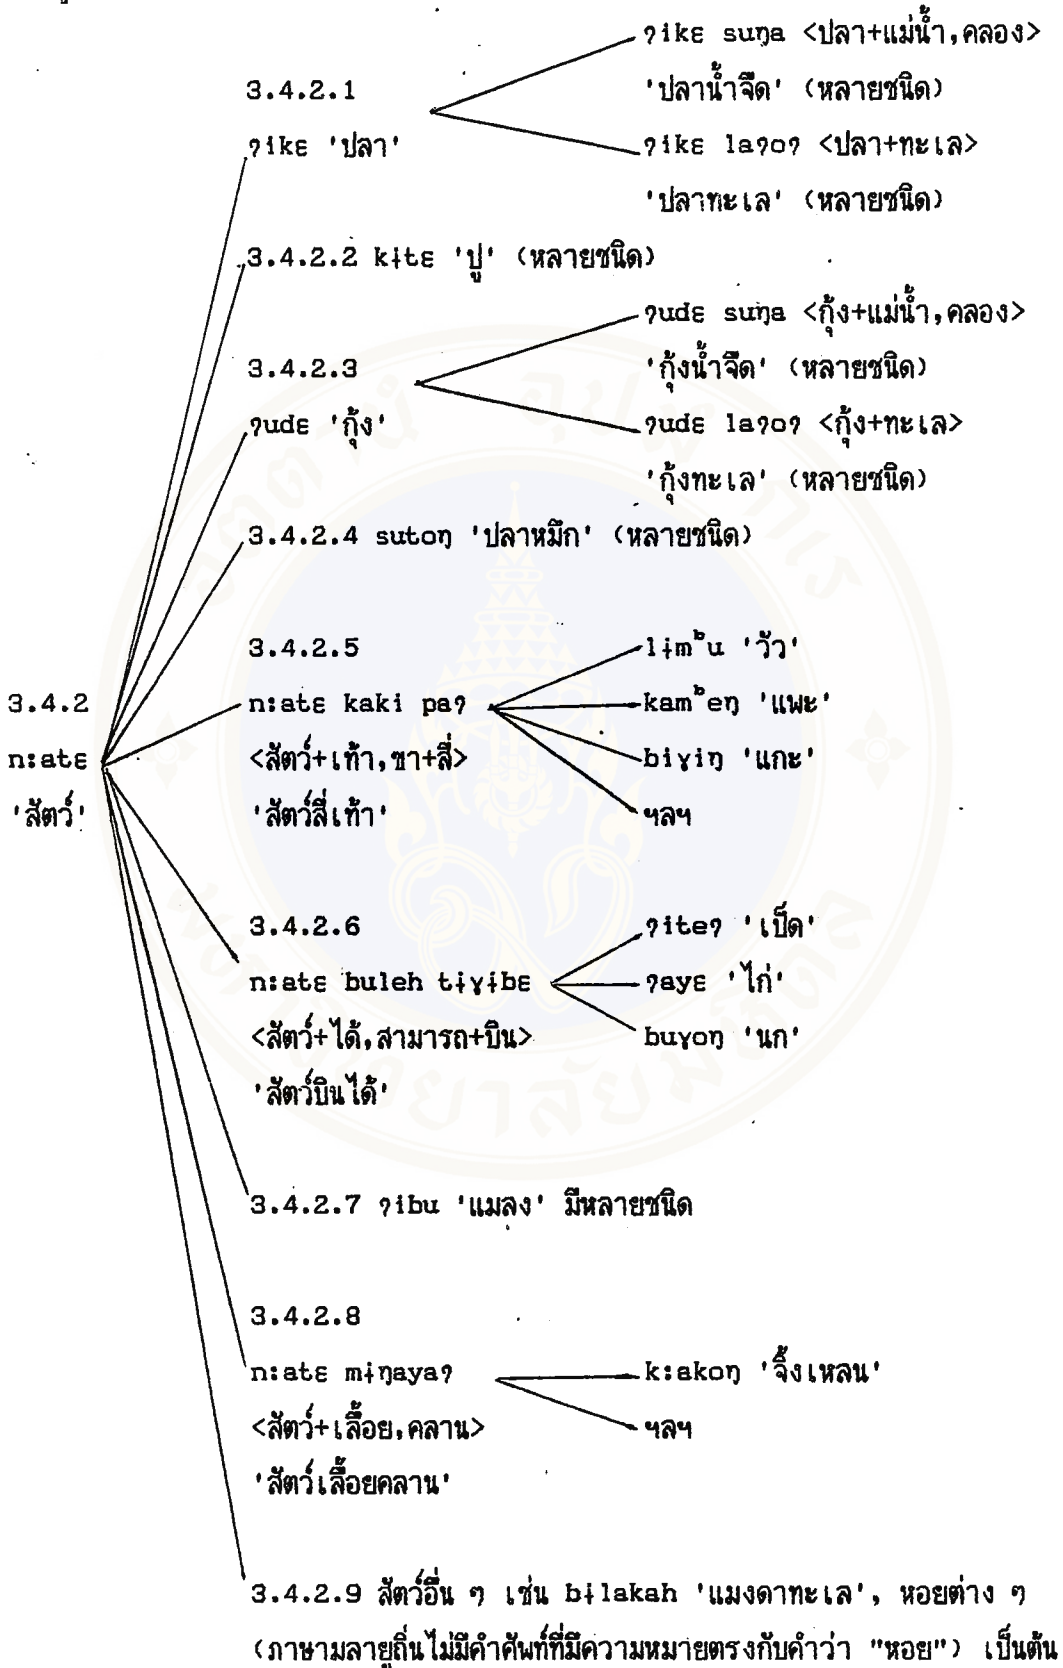 ʔikɛ suŋa <ปลา+แม่น้ำ,คลอง>
3.4.2.1
'ปลาน้ำจืด' (หลายชนิด)
ʔikɛ 'ปลา'
ʔikɛ laʔoʔ <ปลา+ทะเล>
'ปลาทะเล' (หลายชนิด)
3.4.2.2 kɨtɛ 'ปู' (หลายชนิด)
ʔudɛ suŋa <กุ้ง+แม่น้ำ,คลอง>
3.4.2.3
'กุ้งน้ำจืด' (หลายชนิด)
ʔudɛ 'กุ้ง'
ʔudɛ laʔoʔ <กุ้ง+ทะเล>
'กุ้งทะเล' (หลายชนิด)
3.4.2.4 sutoŋ 'ปลาหมึก' (หลายชนิด)
3.4.2.5
lɨmᵇu 'วัว'
3.4.2
n:atɛ kaki paʔ
kamᵇeŋ 'แพะ'
n:atɛ
<สัตว์+เท้า,ขา+สี่>
biɣiŋ 'แกะ'
'สัตว์'
'สัตว์สี่เท้า'
ฯลฯ
3.4.2.6
ʔiteʔ 'เป็ด'
n:atɛ buleh tɨɣɨbɛ
ʔayɛ 'ไก่'
<สัตว์+ได้,สามารถ+บิน>
buɣoŋ 'นก'
'สัตว์บินได้'
3.4.2.7 ʔibu 'แมลง' มีหลายชนิด
3.4.2.8
n:atɛ mɨŋayaʔ
k:akoŋ 'จิ้งเหลน'
<สัตว์+เลื้อย,คลาน>
ฯลฯ
'สัตว์เลื้อยคลาน'
3.4.2.9 สัตว์อื่น ๆ เช่น bɨlakah 'แมงดาทะเล', หอยต่าง ๆ
(ภาษามลายูถิ่นไม่มีคำศัพท์ที่มีความหมายตรงกับคำว่า "หอย") เป็นต้น